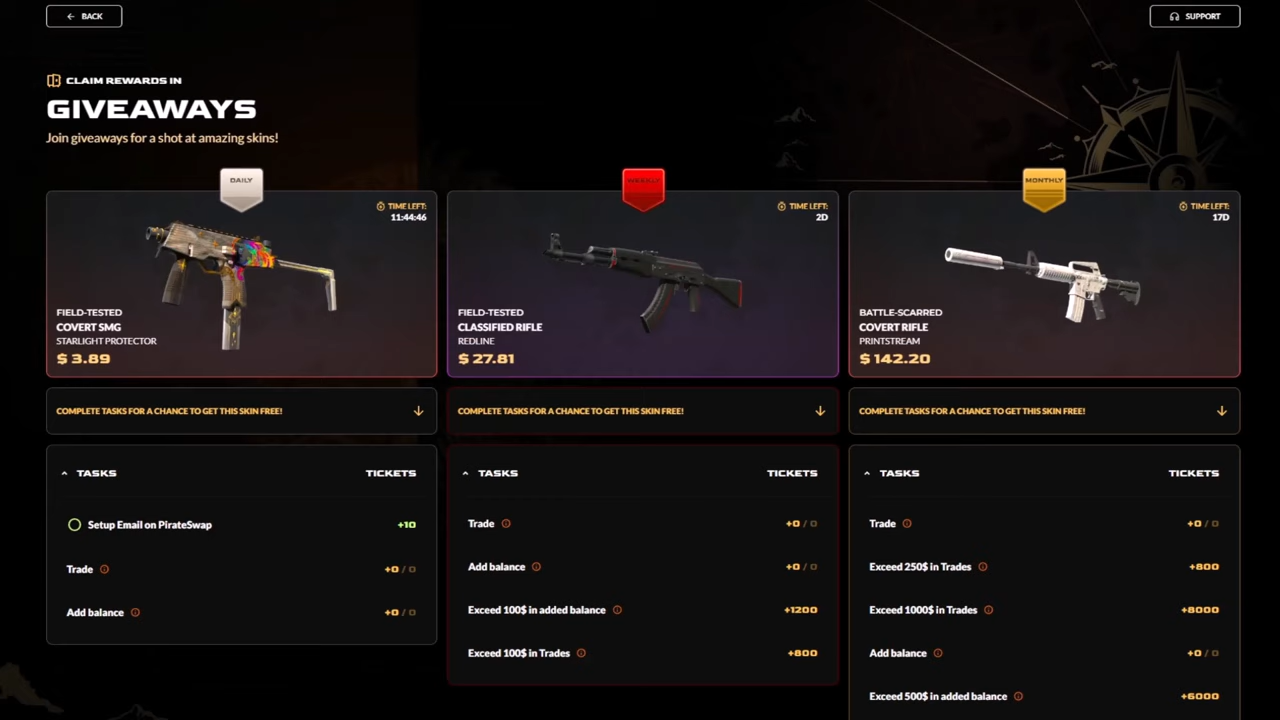 BACK
SUPPORT
CLAIM REWARDS IN
GIVEAWAYS
Join giveaways for a shot at amazing skins!
DAILY
TIME LEFT:
11:44:46
FIELD-TESTED
COVERT SMG
STARLIGHT PROTECTOR
$ 3.89
WEEKLY
TIME LEFT:
2D
FIELD-TESTED
CLASSIFIED RIFLE
REDLINE
$ 27.81
MONTHLY
TIME LEFT:
17D
BATTLE-SCARRED
COVERT RIFLE
PRINTSTREAM
$ 142.20
COMPLETE TASKS FOR A CHANCE TO GET THIS SKIN FREE!
COMPLETE TASKS FOR A CHANCE TO GET THIS SKIN FREE!
COMPLETE TASKS FOR A CHANCE TO GET THIS SKIN FREE!
TASKS TICKETS
Setup Email on PirateSwap +10
Trade +0 / 0
Add balance +0 / 0
TASKS TICKETS
Trade +0 / 0
Add balance +0 / 0
Exceed 100$ in added balance +1200
Exceed 100$ in Trades +800
TASKS TICKETS
Trade +0 / 0
Exceed 250$ in Trades +800
Exceed 1000$ in Trades +8000
Add balance +0 / 0
Exceed 500$ in added balance +6000